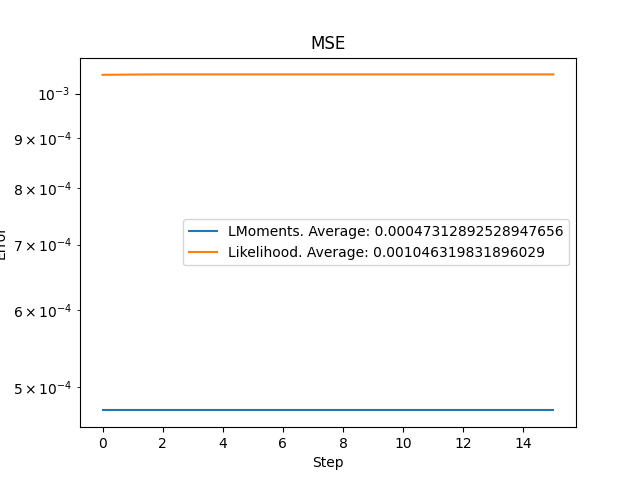 MSE
10⁻³
9 × 10⁻⁴
8 × 10⁻⁴
7 × 10⁻⁴
6 × 10⁻⁴
5 × 10⁻⁴
Error
LMoments. Average: 0.00047312892528947656
Likelihood. Average: 0.001046319831896029
0 2 4 6 8 10 12 14
Step